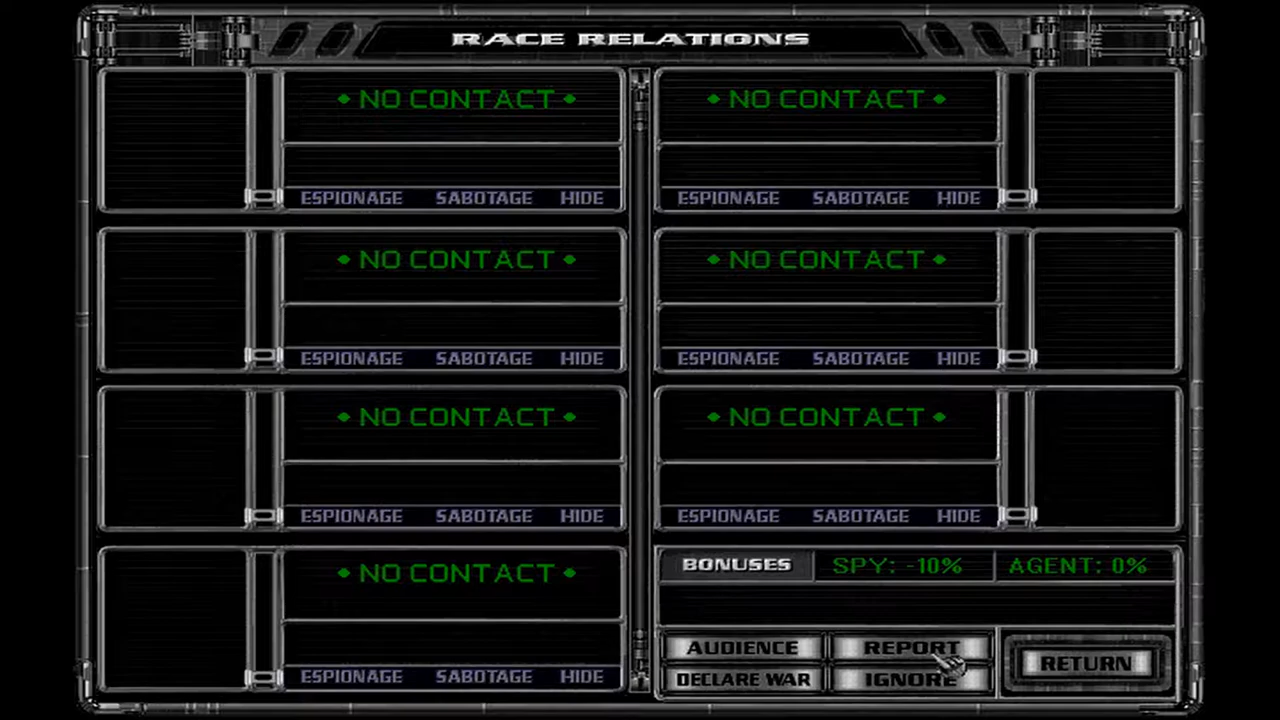 RACE RELATIONS
• NO CONTACT •
ESPIONAGE SABOTAGE HIDE
• NO CONTACT •
ESPIONAGE SABOTAGE HIDE
• NO CONTACT •
ESPIONAGE SABOTAGE HIDE
• NO CONTACT •
ESPIONAGE SABOTAGE HIDE
• NO CONTACT •
ESPIONAGE SABOTAGE HIDE
• NO CONTACT •
ESPIONAGE SABOTAGE HIDE
• NO CONTACT •
ESPIONAGE SABOTAGE HIDE
BONUSES SPY: -10% AGENT: 0%
AUDIENCE REPORT
DECLARE WAR IGNORE
RETURN